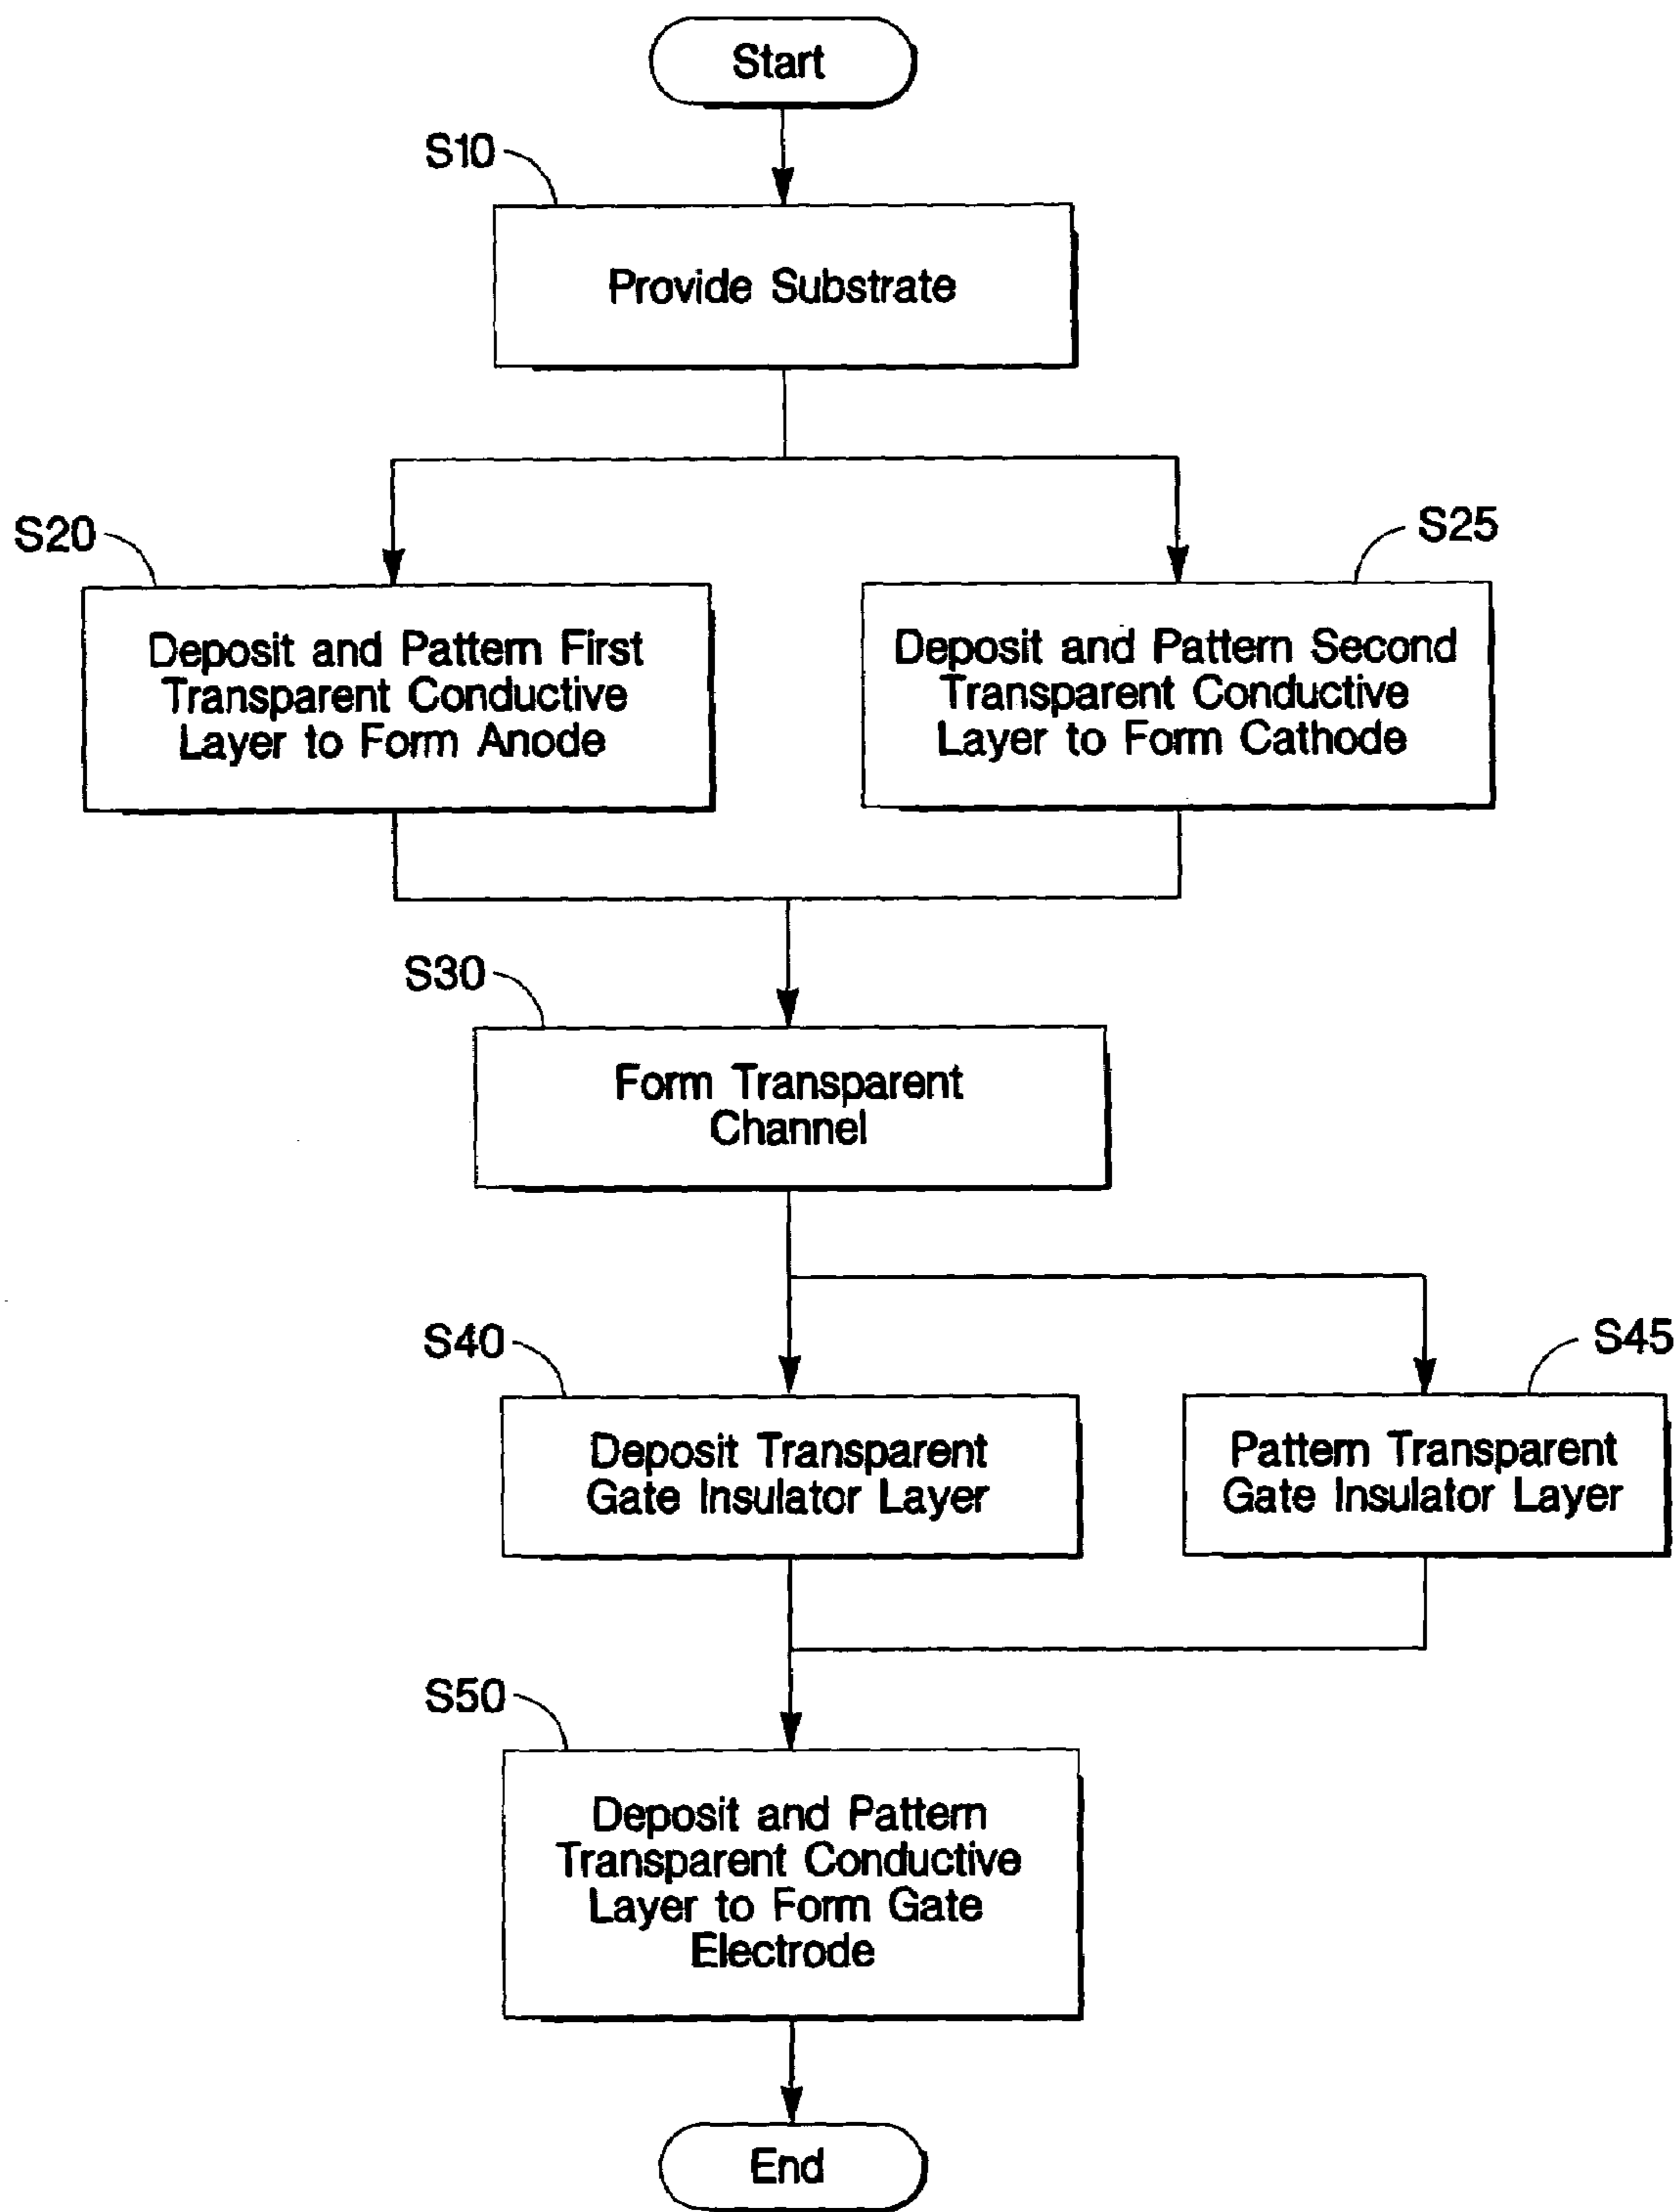 Start
S10
Provide Substrate
S20
S25
Deposit and Pattern First
Transparent Conductive
Layer to Form Anode
Deposit and Pattern Second
Transparent Conductive
Layer to Form Cathode
S30
Form Transparent
Channel
S40
S45
Deposit Transparent
Gate Insulator Layer
Pattern Transparent
Gate Insulator Layer
S50
Deposit and Pattern
Transparent Conductive
Layer to Form Gate
Electrode
End